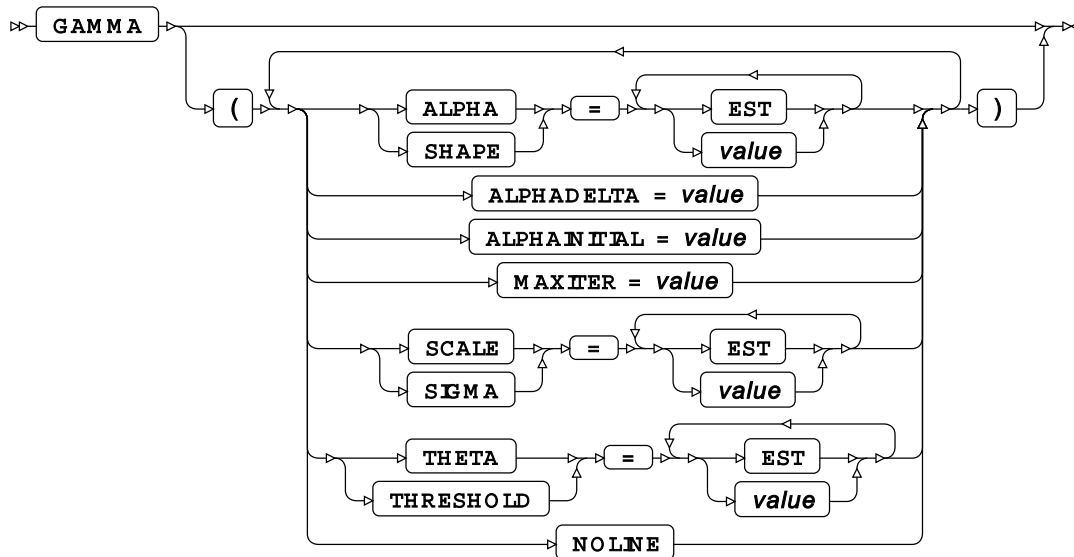 GAMMA
( ALPHA = EST )
SHAPE value
ALPHADELTA = value
ALPHAINITIAL = value
MAXITER = value
SCALE = EST
SIGMA value
THETA = EST
THRESHOLD value
NOLINE